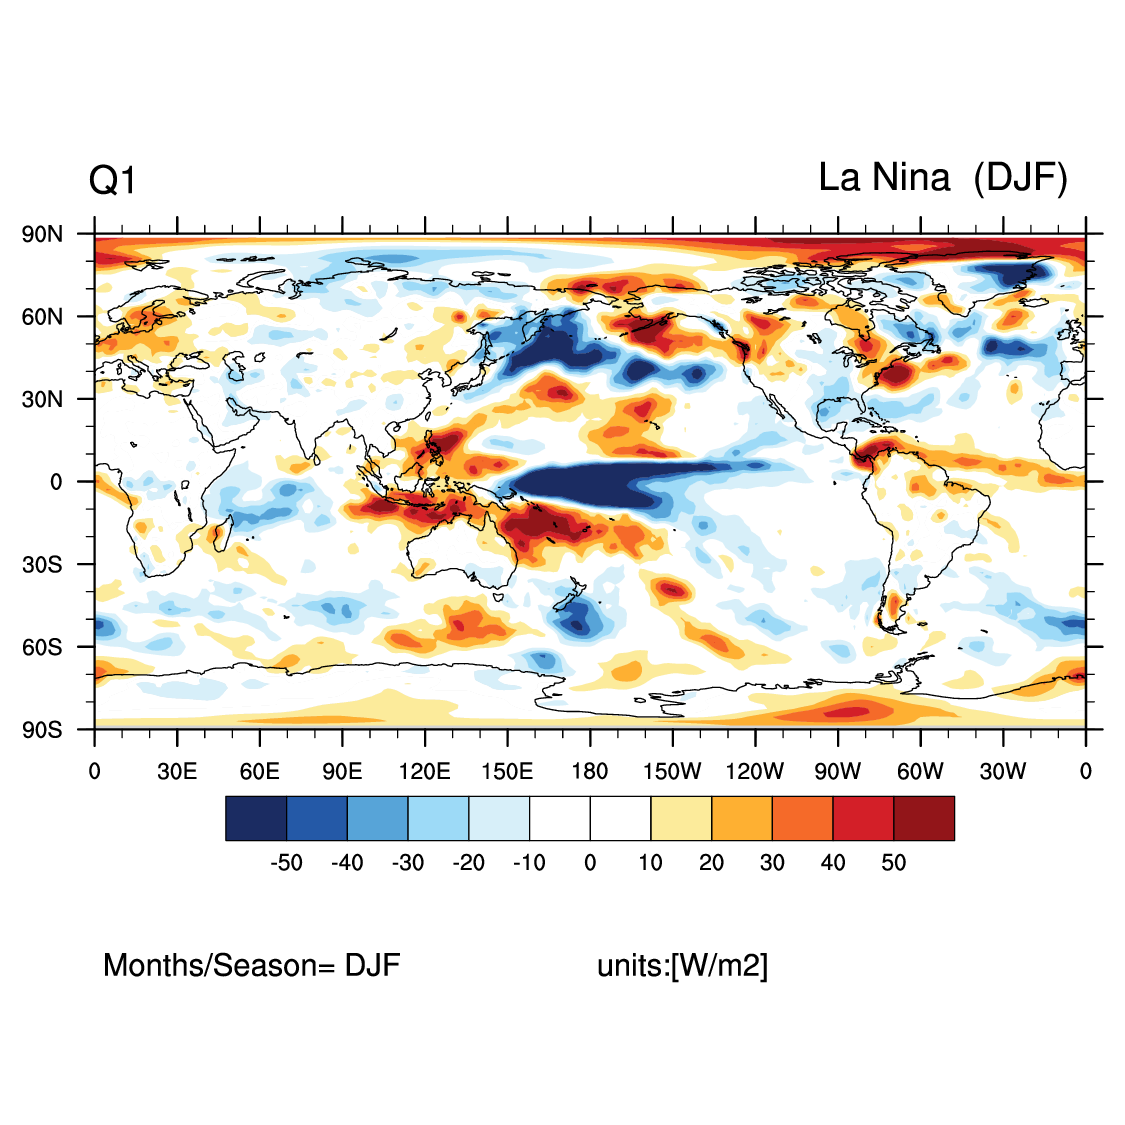 Q1 La Nina (DJF)
90N
60N
30N
0
30S
60S
90S
0 30E 60E 90E 120E 150E 180 150W 120W 90W 60W 30W 0
-50 -40 -30 -20 -10 0 10 20 30 40 50
Months/Season= DJF units:[W/m2]